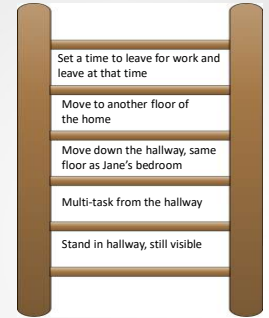 Set a time to leave for work and
leave at that time
Move to another floor of
the home
Move down the hallway, same
floor as Jane's bedroom
Multi-task from the hallway
Stand in hallway, still visible